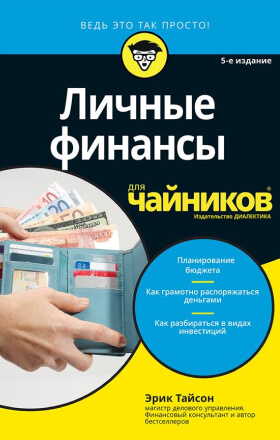 ВЕДЬ ЭТО ТАК ПРОСТО!
5-е издание
Личные
финансы
для
чайников®
Издательство ДИАЛЕКТИКА
Планирование
бюджета
Как грамотно распоряжаться
деньгами
Как разбираться в видах
инвестиций
Эрик Тайсон
магистр делового управления.
Финансовый консультант и автор
бестселлеров